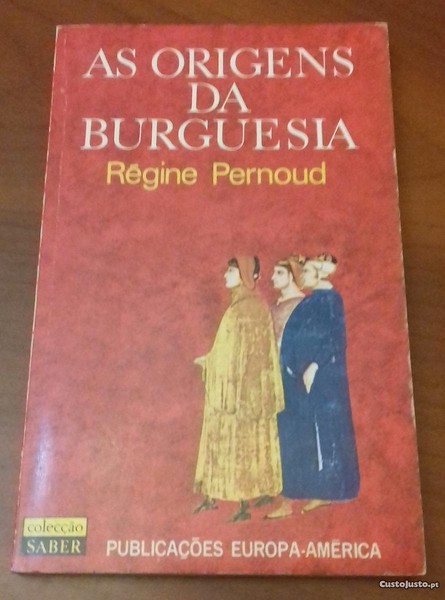 AS ORIGENS
DA
BURGUESIA
Régine Pernoud
colecção
SABER
PUBLICAÇÕES EUROPA-AMÉRICA
CustoJusto.pt